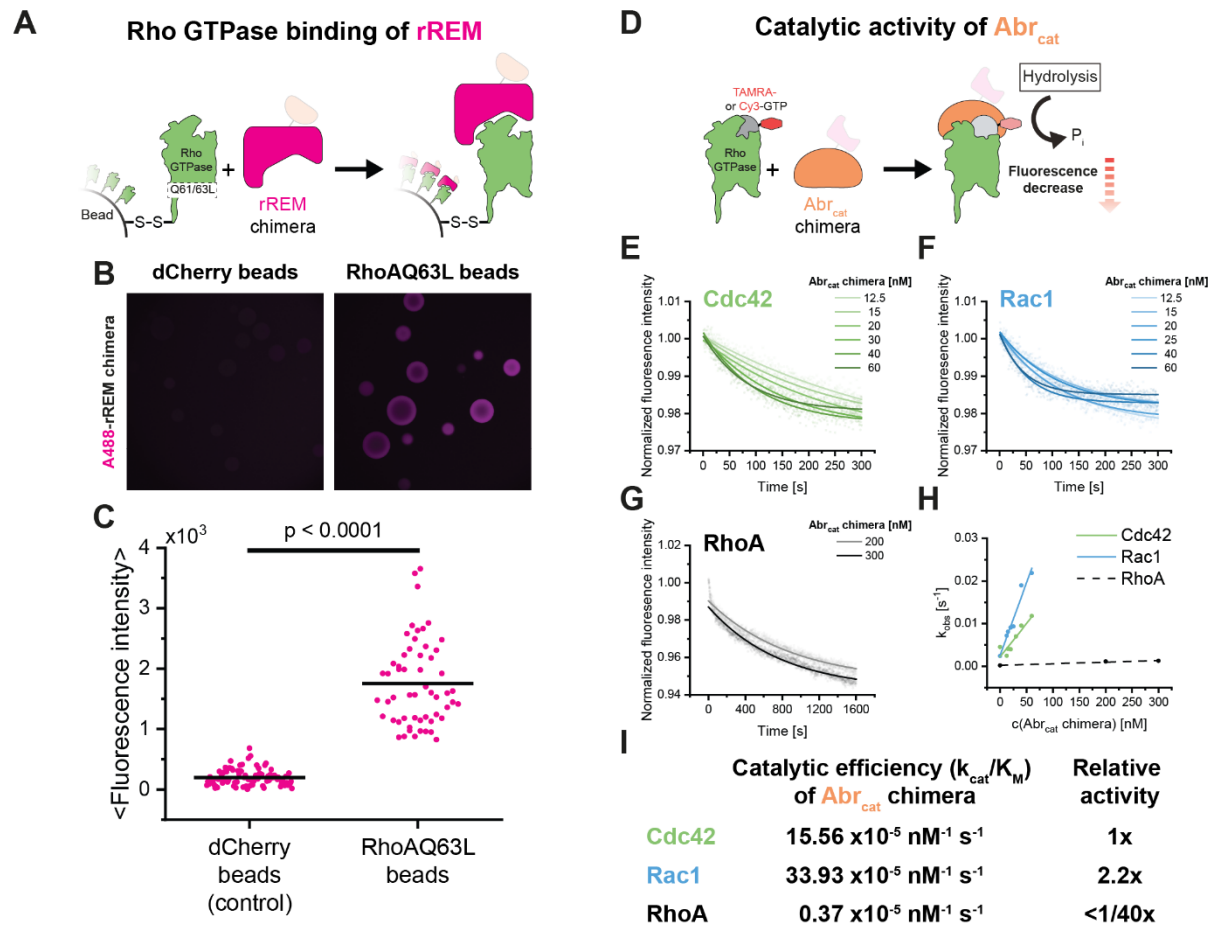 A
Rho GTPase binding of rREM
Rho
GTPase
Q61/63L
Bead
S-S
+
rREM
chimera
S-S
B
dCherry beads
RhoAQ63L beads
A488-rREM chimera
C
x10³
p < 0.0001
<Fluorescence intensity>
4
3
2
1
0
dCherry
beads
(control)
RhoAQ63L
beads
D
Catalytic activity of Abrcat
TAMRA-
or Cy3-GTP
Rho
GTPase
+
Abrcat
chimera
Hydrolysis
Pi
Fluorescence
decrease
E
Cdc42
Abrcat chimera [nM]
12.5
15
20
30
40
60
Normalized fluorescence intensity
1.01
1.00
0.99
0.98
0.97
0 50 100 150 200 250 300
Time [s]
F
Rac1
Abrcat chimera [nM]
12.5
15
20
25
40
60
Normalized fluorescence intensity
1.01
1.00
0.99
0.98
0.97
0 50 100 150 200 250 300
Time [s]
G
RhoA
Abrcat chimera [nM]
200
300
Normalized fluorescence intensity
1.02
1.00
0.98
0.96
0.94
0 400 800 1200 1600
Time [s]
H
Cdc42
Rac1
RhoA
kobs [s⁻¹]
0.03
0.02
0.01
0.00
0 50 100 150 200 250 300
c(Abrcat chimera) [nM]
I
Catalytic efficiency (kcat/KM)
of Abrcat chimera
Relative
activity
Cdc42 15.56 x10⁻⁵ nM⁻¹ s⁻¹ 1x
Rac1 33.93 x10⁻⁵ nM⁻¹ s⁻¹ 2.2x
RhoA 0.37 x10⁻⁵ nM⁻¹ s⁻¹ <1/40x